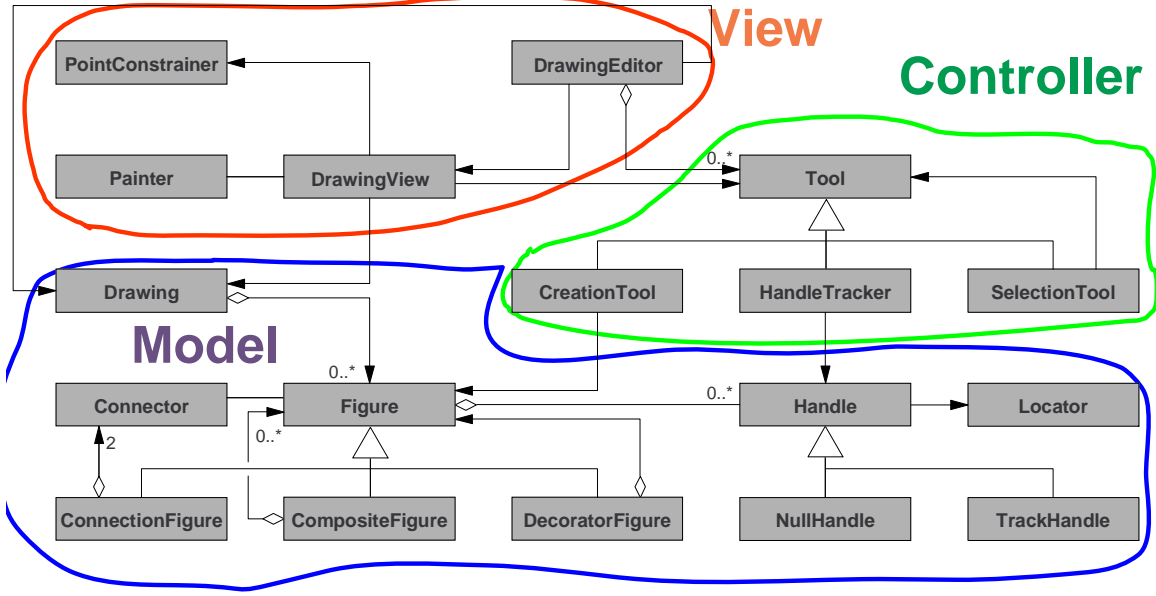 View
PointConstrainer
DrawingEditor
Controller
Painter
DrawingView
0..*
Tool
Drawing
CreationTool
HandleTracker
SelectionTool
Model
0..*
0..*
Connector
Figure
Handle
Locator
2
0..*
ConnectionFigure
CompositeFigure
DecoratorFigure
NullHandle
TrackHandle